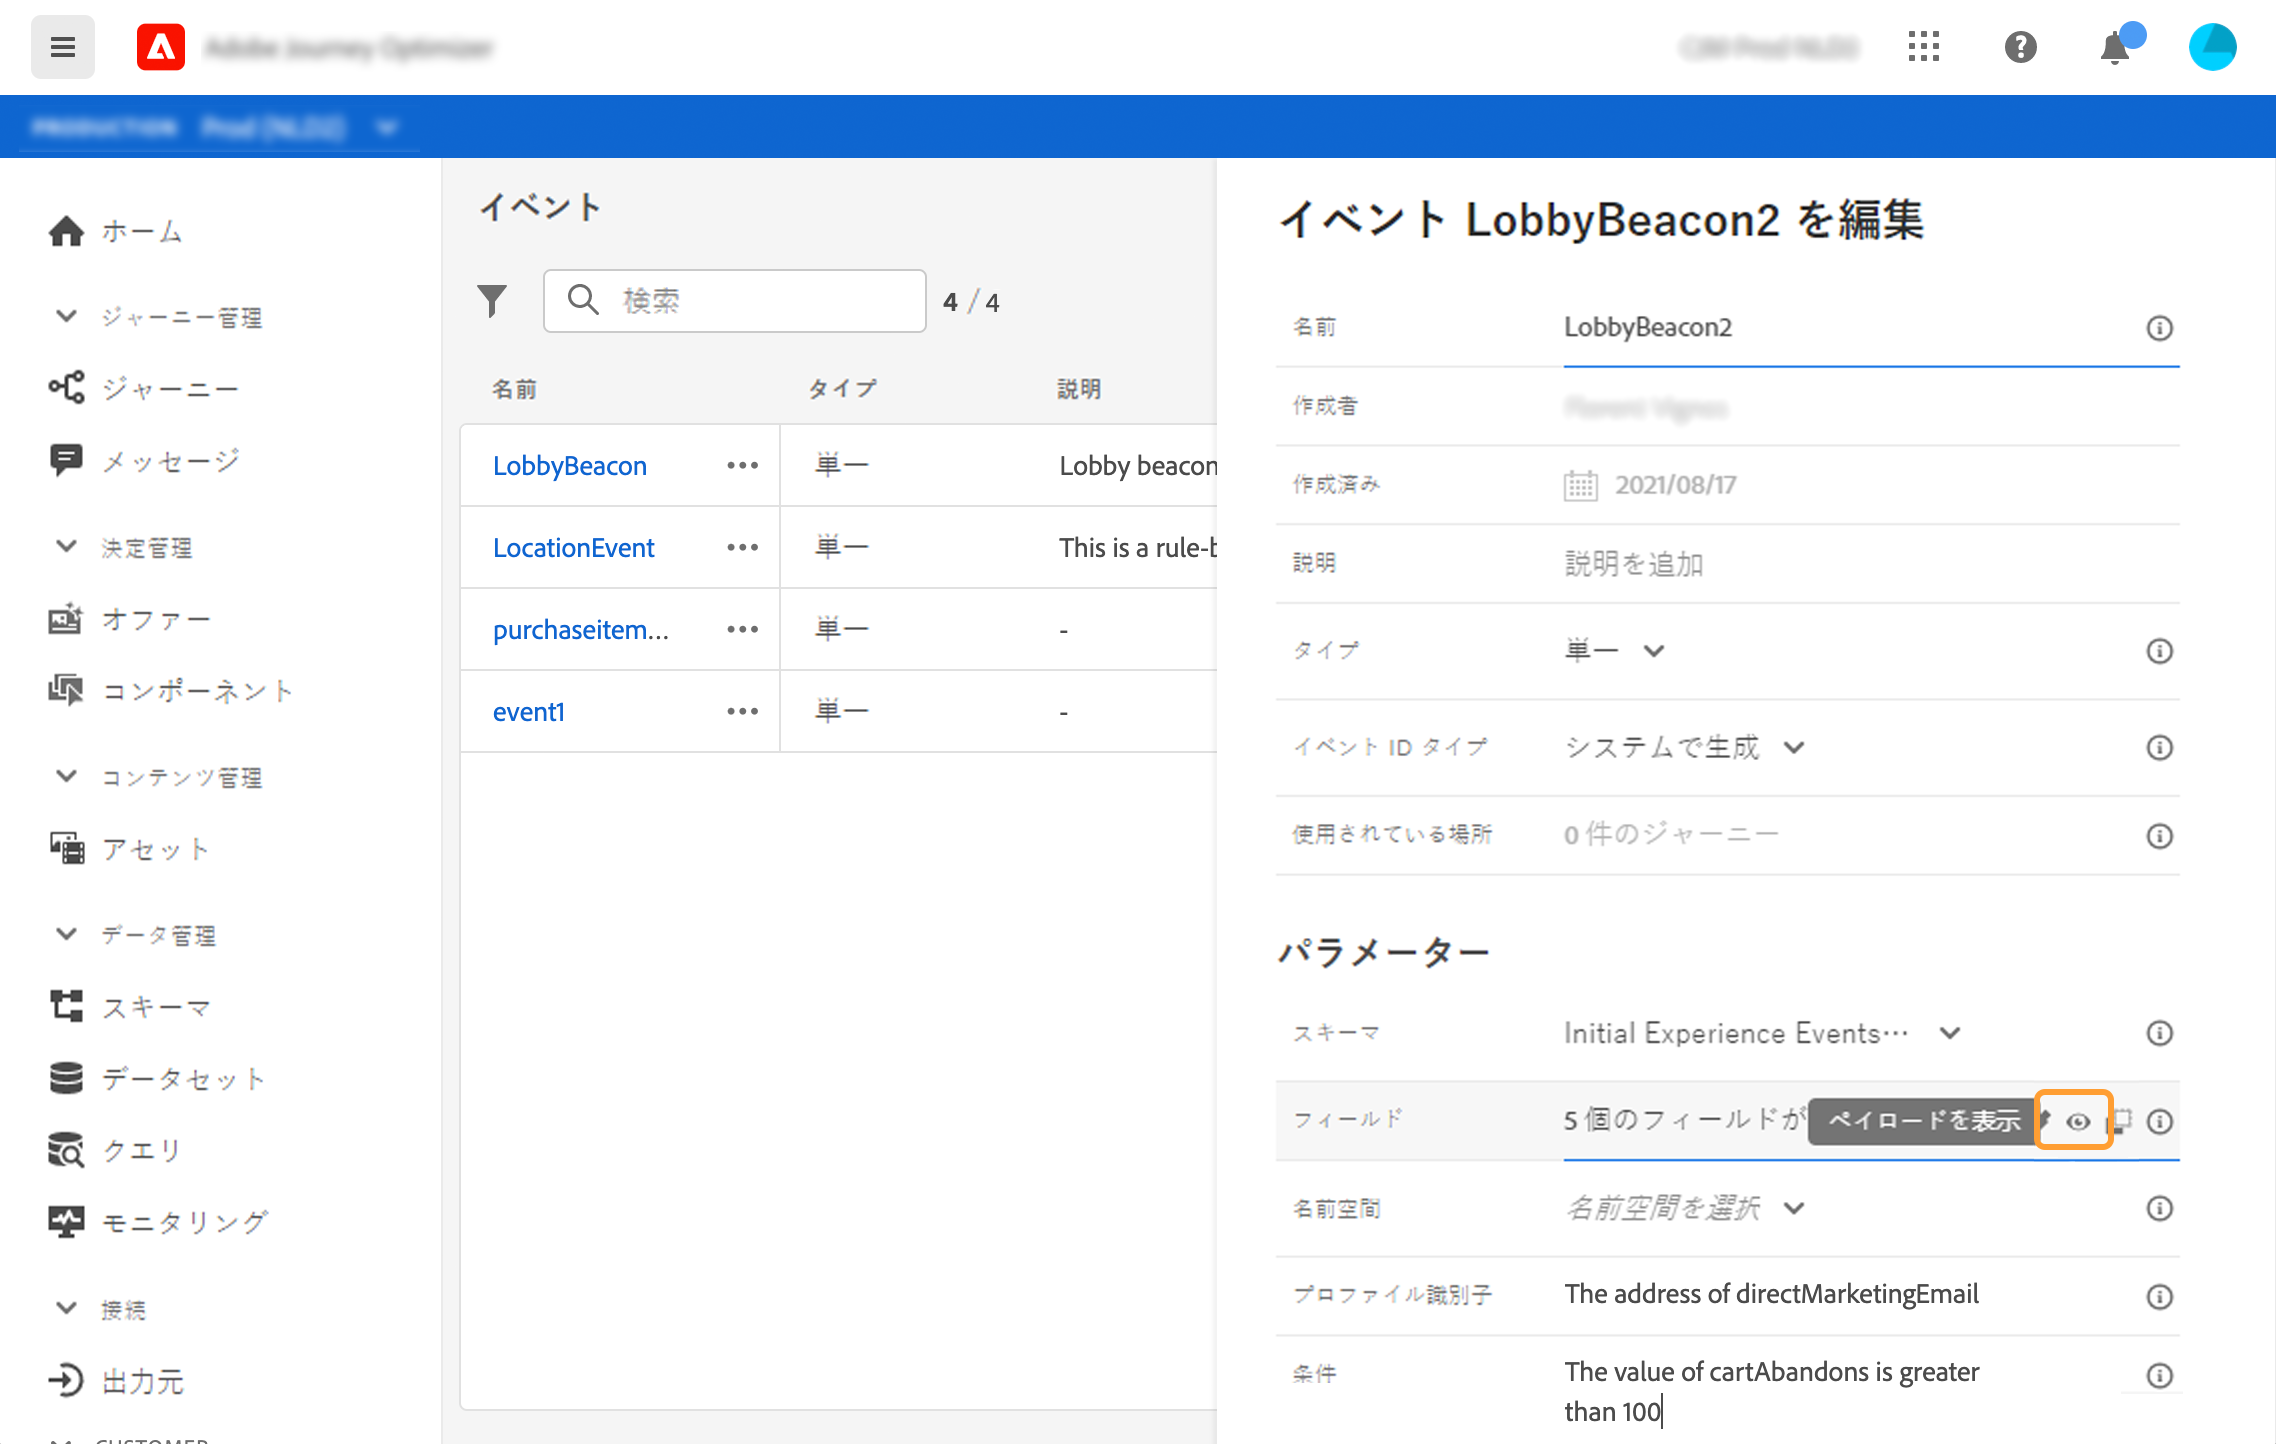 ホーム
ジャーニー管理
ジャーニー
メッセージ
決定管理
オファー
コンポーネント
コンテンツ管理
アセット
データ管理
スキーマ
データセット
クエリ
モニタリング
接続
出力元
イベント
検索
4 / 4
名前 タイプ 説明
LobbyBeacon ••• 単一 Lobby beacon
LocationEvent ••• 単一 This is a rule-b
purchaseitem... ••• 単一 -
event1 ••• 単一 -
イベント LobbyBeacon2 を編集
名前 LobbyBeacon2
作成者
作成済み 2021/08/17
説明 説明を追加
タイプ 単一
イベント ID タイプ システムで生成
使用されている場所 0 件のジャーニー
パラメーター
スキーマ Initial Experience Events…
フィールド 5 個のフィールドが ペイロードを表示
名前空間 名前空間を選択
プロファイル識別子 The address of directMarketingEmail
条件 The value of cartAbandons is greater
than 100